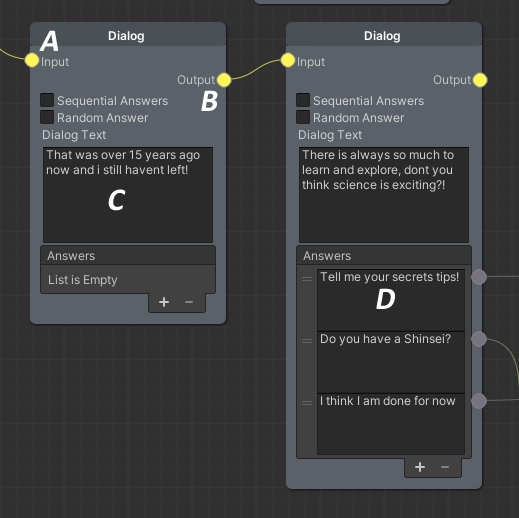 Dialog
A
Input
Output
B
Sequential Answers
Random Answer
Dialog Text
That was over 15 years ago
now and i still havent left!
C
Answers
List is Empty
+ −
Dialog
Input
Output
Sequential Answers
Random Answer
Dialog Text
There is always so much to
learn and explore, dont you
think science is exciting?!
Answers
Tell me your secrets tips!
D
Do you have a Shinsei?
I think I am done for now
+ −